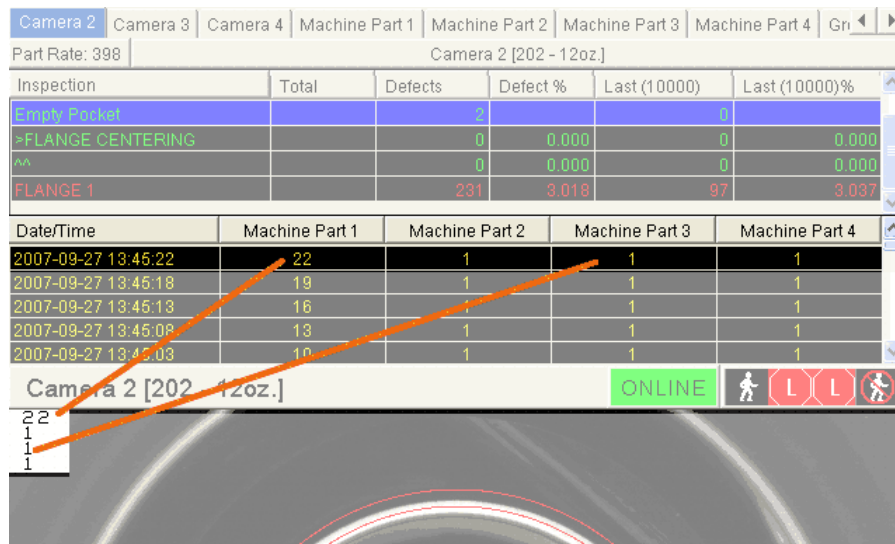 Camera 2 Camera 3 Camera 4 Machine Part 1 Machine Part 2 Machine Part 3 Machine Part 4
Part Rate: 398 Camera 2 [202 - 12oz.]
Inspection Total Defects Defect % Last (10000) Last (10000)%
Empty Pocket 2 0
>FLANGE CENTERING 0 0.000 0 0.000
^^ 0 0.000 0 0.000
FLANGE 1 231 3.018 97 3.037
Date/Time Machine Part 1 Machine Part 2 Machine Part 3 Machine Part 4
2007-09-27 13:45:22 22 1 1 1
2007-09-27 13:45:18 19 1 1 1
2007-09-27 13:45:13 16 1 1 1
2007-09-27 13:45:08 13 1 1 1
2007-09-27 13:45:03 10 1 1 1
Camera 2 [202 - 12oz.] ONLINE L L
22
1
1
1